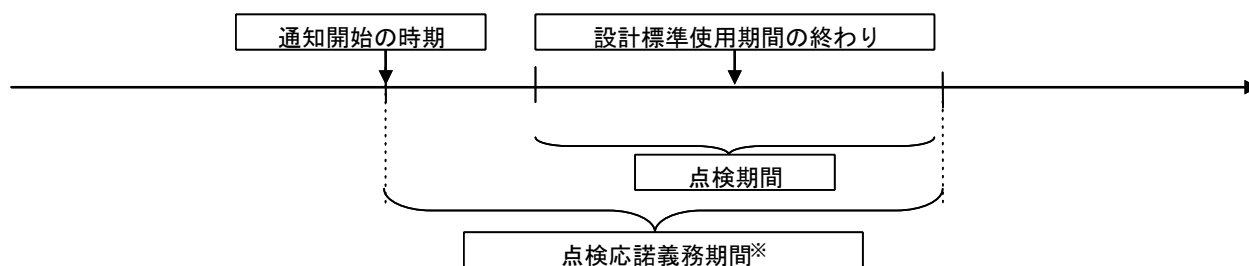 通知開始の時期
設計標準使用期間の終わり
点検期間
点検応諾義務期間※